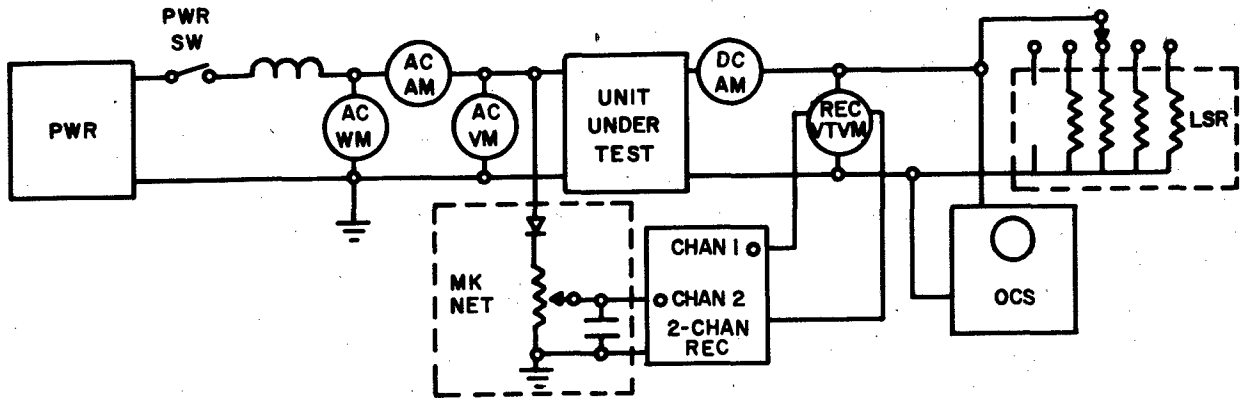 PWR
SW
PWR
AC
AM
AC
WM
AC
VM
UNIT
UNDER
TEST
DC
AM
REC
VTVM
LSR
MK
NET
CHAN 1
CHAN 2
2-CHAN
REC
OCS